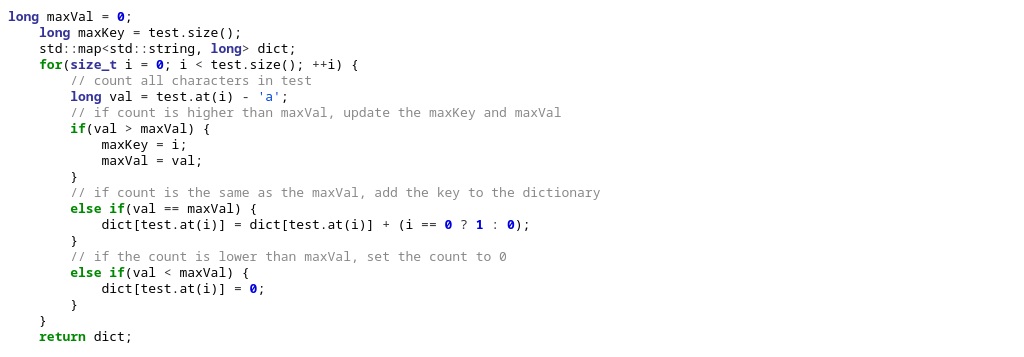 long maxVal = 0;
    long maxKey = test.size();
    std::map<std::string, long> dict;
    for(size_t i = 0; i < test.size(); ++i) {
        // count all characters in test
        long val = test.at(i) - 'a';
        // if count is higher than maxVal, update the maxKey and maxVal
        if(val > maxVal) {
            maxKey = i;
            maxVal = val;
        }
        // if count is the same as the maxVal, add the key to the dictionary
        else if(val == maxVal) {
            dict[test.at(i)] = dict[test.at(i)] + (i == 0 ? 1 : 0);
        }
        // if the count is lower than maxVal, set the count to 0
        else if(val < maxVal) {
            dict[test.at(i)] = 0;
        }
    }
    return dict;